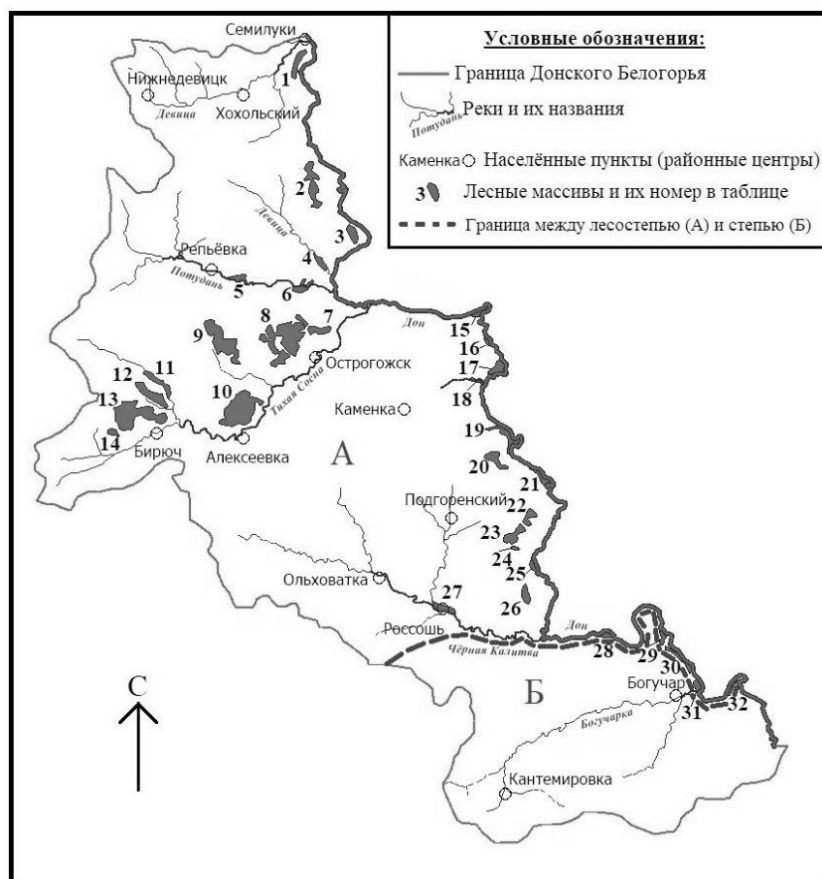 Условные обозначения:
Граница Донского Белогорья
Потудань Реки и их названия
Каменка Населённые пункты (районные центры)
3 Лесные массивы и их номер в таблице
Граница между лесостепью (А) и степью (Б)
Семилуки
1
Нижнедевицк
Хохольский
Девица
2
Девица
3
4
Репьёвка
Потудань
5
6
Дон
7
8
9
15
16
Острогожск
17
11
12
10
Тихая Сосна
18
13
Каменка
14
Бирюч
Алексеевка
19
А
20
21
Подгоренский
22
23
24
25
Ольховатка
26
27
Россошь
Дон
Чёрная Калитва
28
29
30
С
Б
Богучар
31
32
Богучарка
Кантемировка